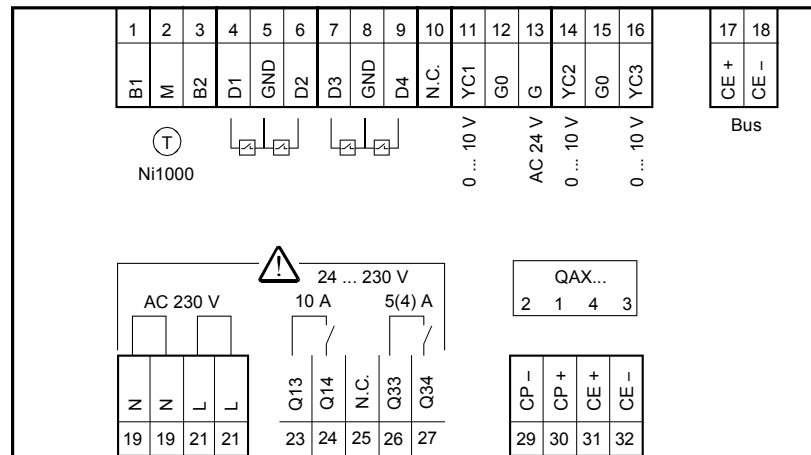 1 2 3 4 5 6 7 8 9 10 11 12 13 14 15 16 17 18
B1 M B2 D1 GND D2 D3 GND D4 N.C. YC1 G0 G YC2 G0 YC3 CE + CE –
T
Ni1000
0 ... 10 V
AC 24 V
0 ... 10 V
0 ... 10 V
Bus
!
24 ... 230 V
AC 230 V
10 A
5(4) A
QAX...
2 1 4 3
N N L L Q13 Q14 N.C. Q33 Q34 CP – CP + CE + CE –
19 19 21 21 23 24 25 26 27 29 30 31 32